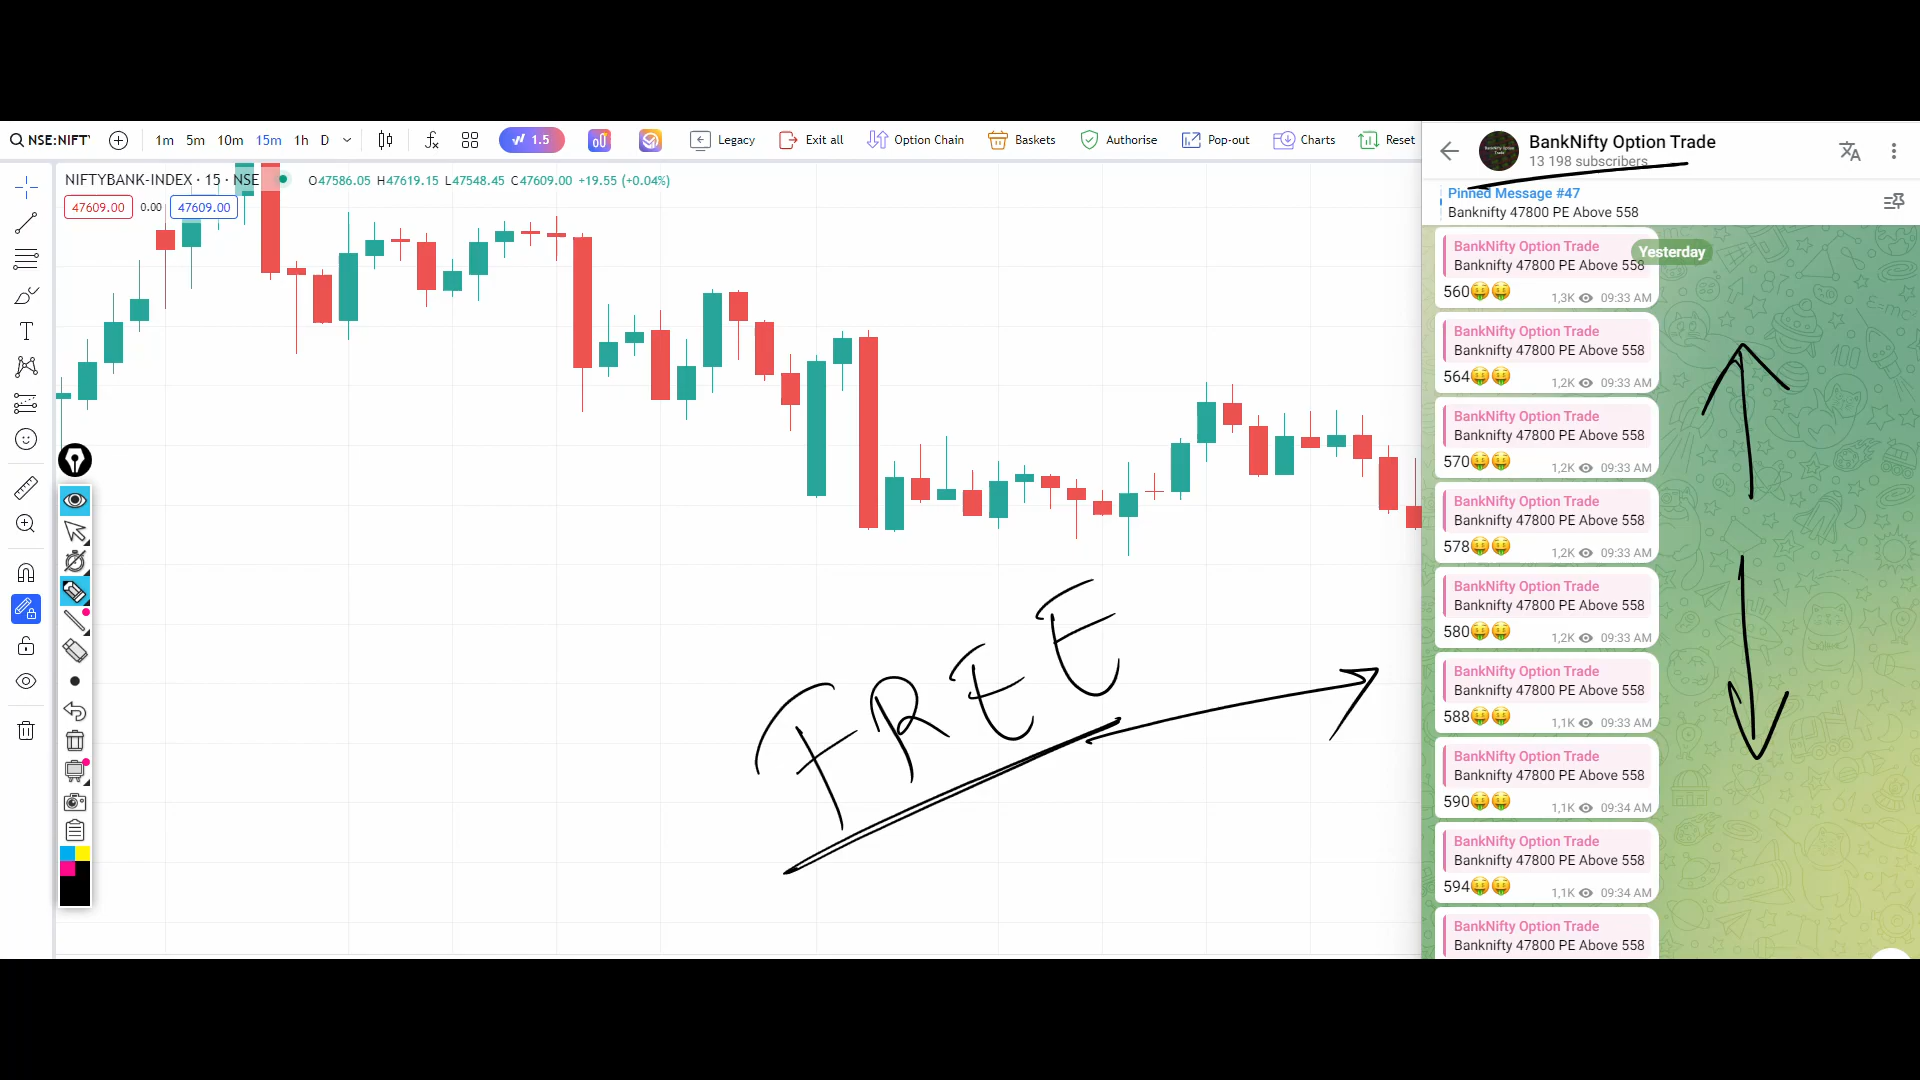 NSE:NIFTY 1m 5m 10m 15m 1h D 1.5 Legacy Exit all Option Chain Baskets Authorise Pop-out Charts Reset
NIFTYBANK-INDEX · 15 · NSE O47586.05 H47619.15 L47548.45 C47609.00 +19.55 (+0.04%)
47609.00 0.00 47609.00
T
FREE
BankNifty Option Trade
13 198 subscribers
Pinned Message #47
Banknifty 47800 PE Above 558
Yesterday
BankNifty Option Trade
Banknifty 47800 PE Above 558
560🤑🤑 1,3K 09:33 AM
BankNifty Option Trade
Banknifty 47800 PE Above 558
564🤑🤑 1,2K 09:33 AM
BankNifty Option Trade
Banknifty 47800 PE Above 558
570🤑🤑 1,2K 09:33 AM
BankNifty Option Trade
Banknifty 47800 PE Above 558
578🤑🤑 1,2K 09:33 AM
BankNifty Option Trade
Banknifty 47800 PE Above 558
580🤑🤑 1,2K 09:33 AM
BankNifty Option Trade
Banknifty 47800 PE Above 558
588🤑🤑 1,1K 09:33 AM
BankNifty Option Trade
Banknifty 47800 PE Above 558
590🤑🤑 1,1K 09:34 AM
BankNifty Option Trade
Banknifty 47800 PE Above 558
594🤑🤑 1,1K 09:34 AM
BankNifty Option Trade
Banknifty 47800 PE Above 558